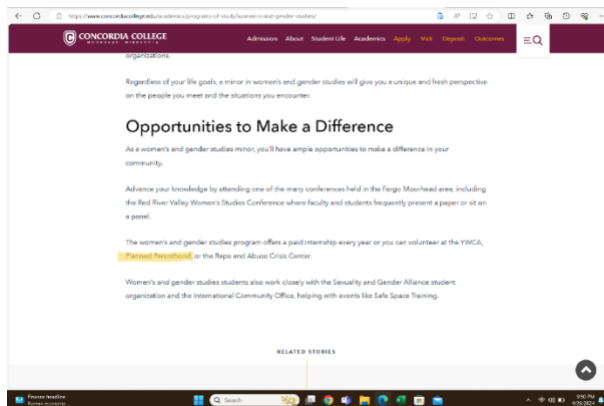 https://www.concordiacollege.edu/academics/programs-of-study/women-s-and-gender-studies/
CONCORDIA COLLEGE
MOORHEAD, MINNESOTA
Admission About Student Life Academics Apply Visit Deposit Outcomes
organizations.
Regardless of your life goals, a minor in women's and gender studies will give you a unique and fresh perspective
on the people you meet and the situations you encounter.
Opportunities to Make a Difference
As a women's and gender studies minor, you'll have ample opportunities to make a difference in your
community.
Advance your knowledge by attending one of the many conferences held in the Fargo Moorhead area, including
the Red River Valley Women's Studies Conference where faculty and students frequently present a paper or sit on
a panel.
The women's and gender studies program offers a paid internship every year or you can volunteer at the YWCA,
Planned Parenthood, or the Rape and Abuse Crisis Center.
Women's and gender studies students also work closely with the Sexuality and Gender Alliance student
organization and the International Community Office, helping with events like Safe Space Training.
RELATED STORIES
Finance headline
Search
9:50 PM
4/28/2024